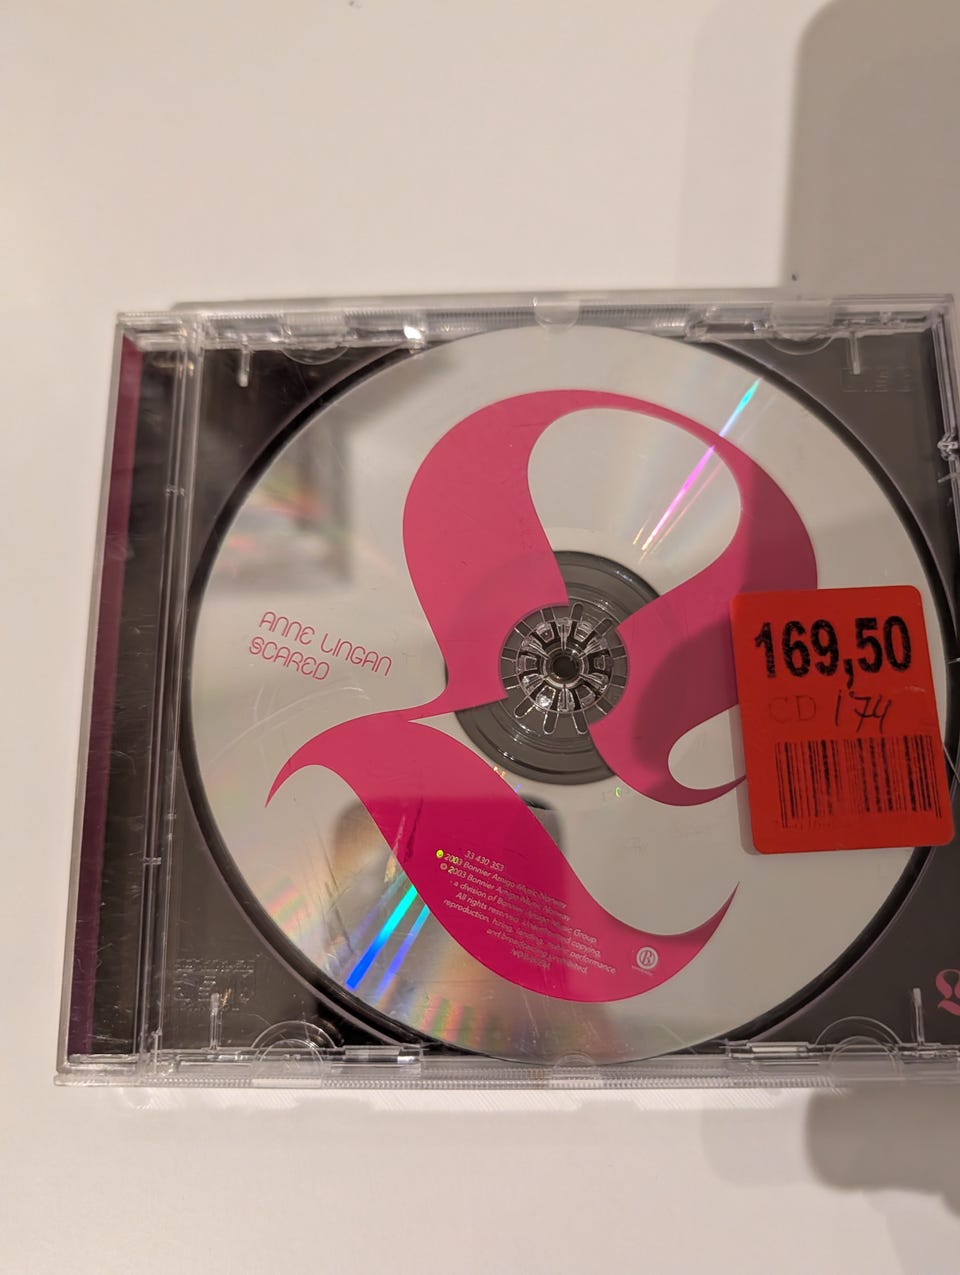 ANNE LINGAN
SCARED
169,50
CD 174
33 430 353
℗ 2003 Bonnier Amigo Music Norway
© 2003 Bonnier Amigo Music Norway
- a division of Bonnier Amigo Music Group.
All rights reserved. Unauthorized copying,
reproduction, hiring, lending, public performance
and broadcasting prohibited.
B